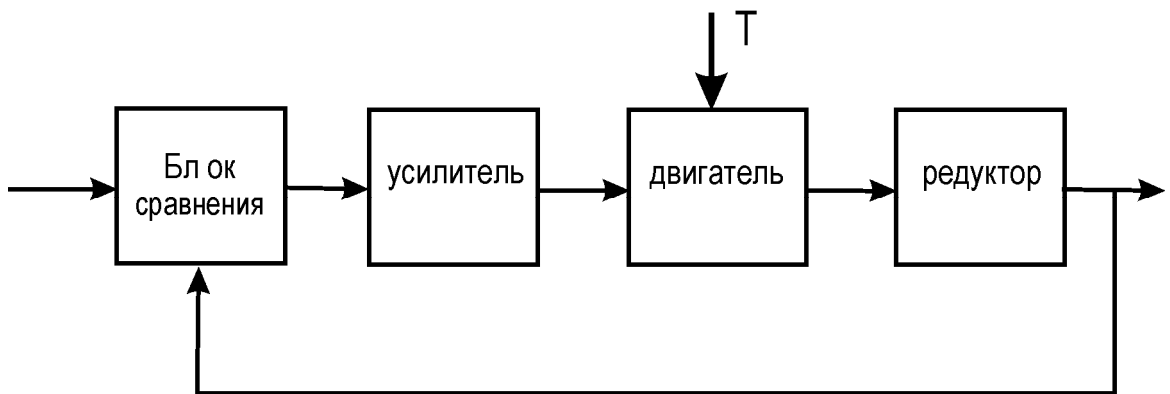 T
Бл ок
сравнения
усилитель
двигатель
редуктор